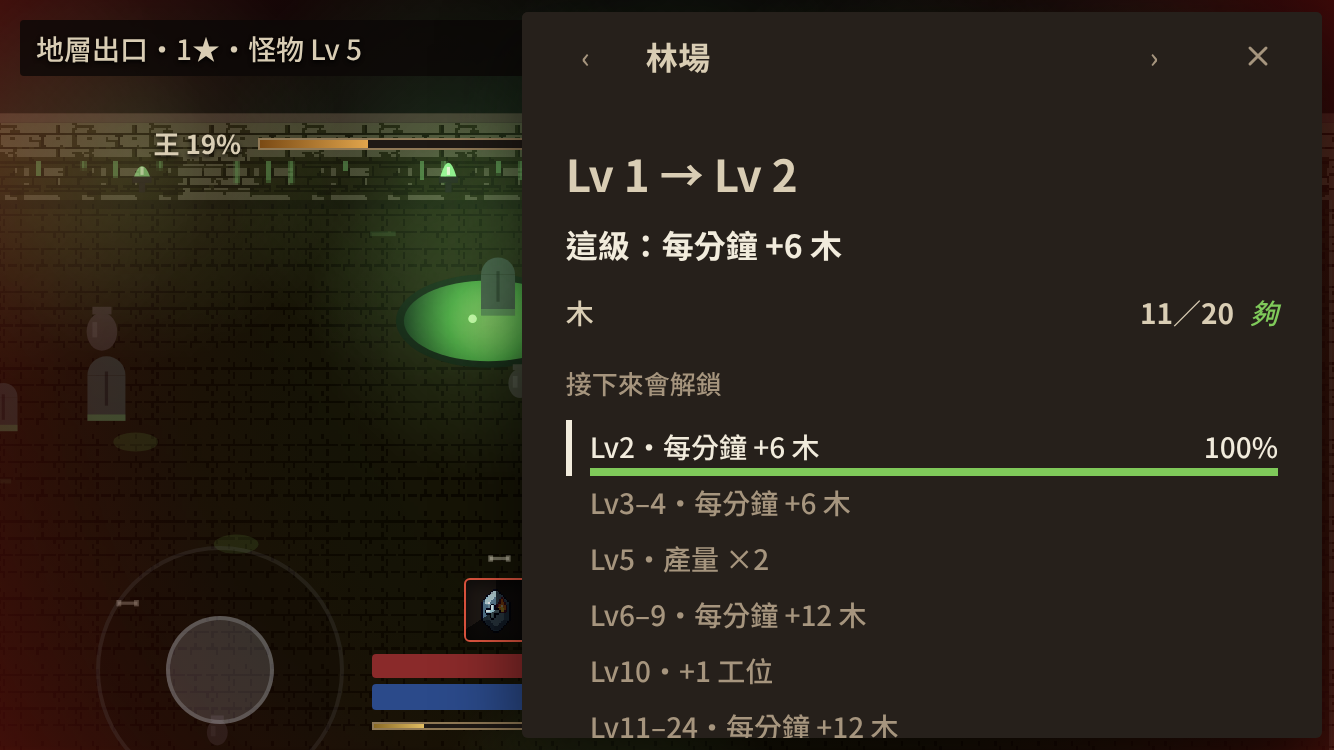 地層出口・1★・怪物 Lv 5
王 19%
‹ 林場 › ×
Lv 1 → Lv 2
這級：每分鐘 +6 木
木 11／20 夠
接下來會解鎖
Lv2・每分鐘 +6 木 100%
Lv3–4・每分鐘 +6 木
Lv5・產量 ×2
Lv6–9・每分鐘 +12 木
Lv10・+1 工位
Lv11–24・每分鐘 +12 木